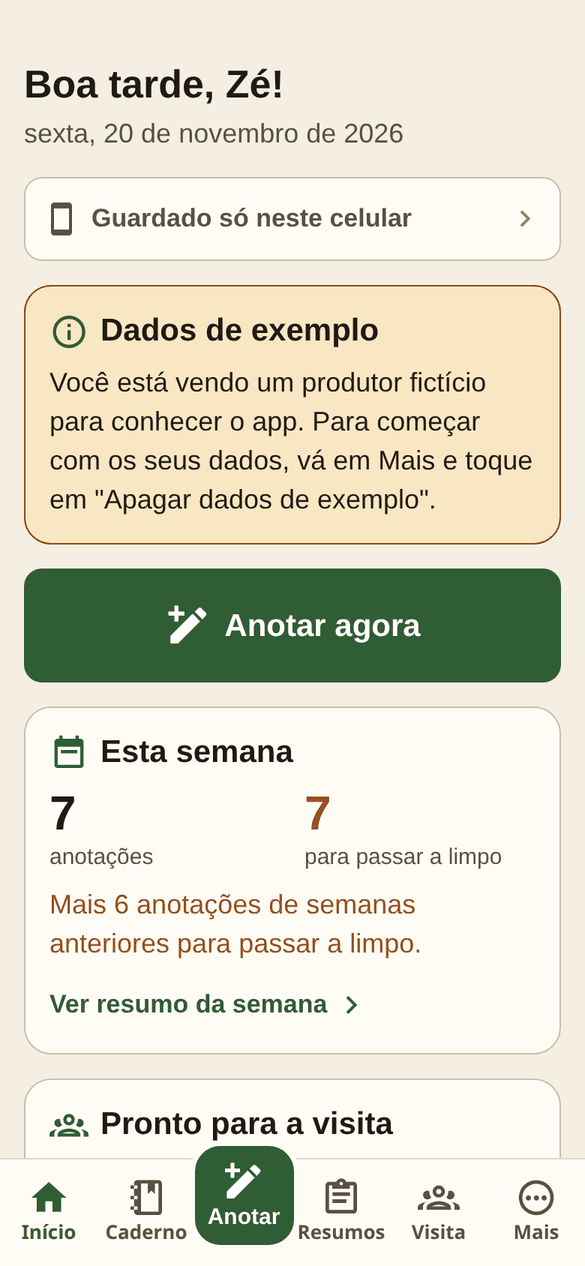 Boa tarde, Zé!
sexta, 20 de novembro de 2026
Guardado só neste celular
Dados de exemplo
Você está vendo um produtor fictício
para conhecer o app. Para começar
com os seus dados, vá em Mais e toque
em "Apagar dados de exemplo".
Anotar agora
Esta semana
7 7
anotações para passar a limpo
Mais 6 anotações de semanas
anteriores para passar a limpo.
Ver resumo da semana
Pronto para a visita
Início Caderno Anotar Resumos Visita Mais